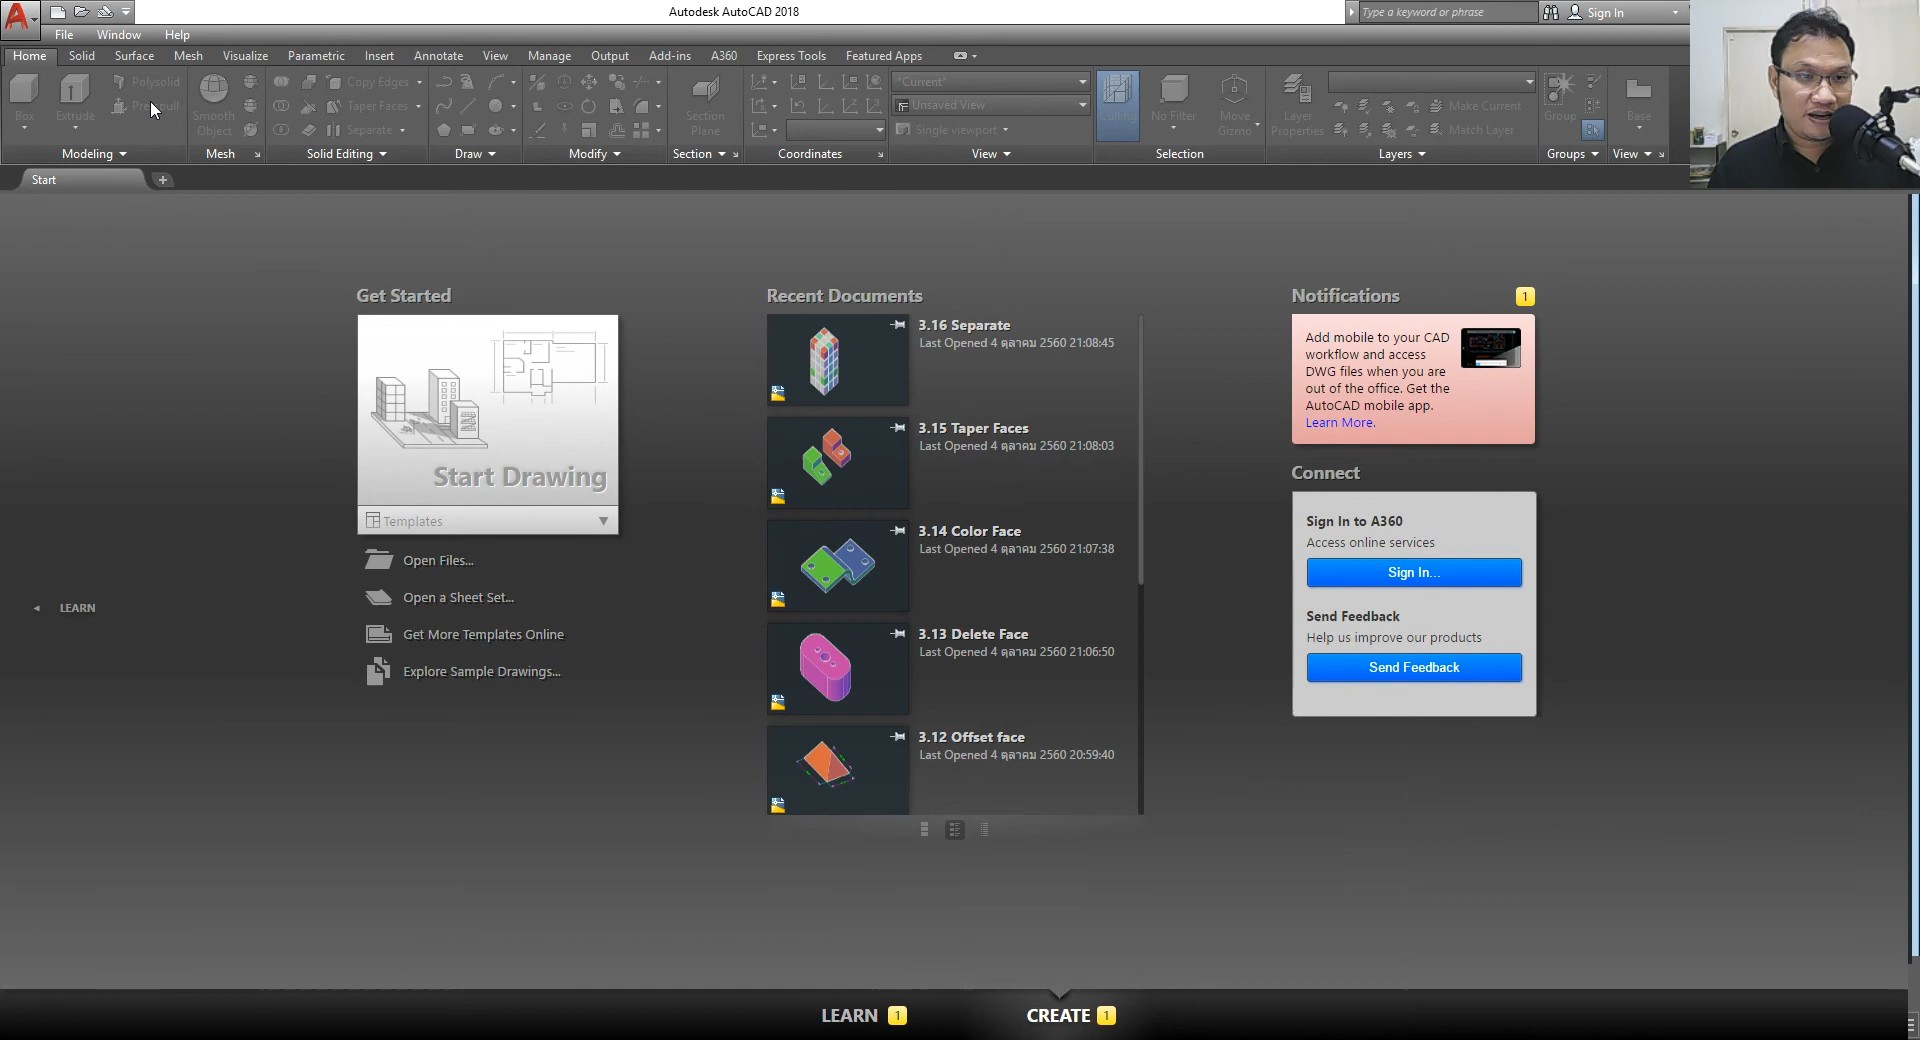 Autodesk AutoCAD 2018
Type a keyword or phrase
Sign In
File Window Help
Home Solid Surface Mesh Visualize Parametric Insert Annotate View Manage Output Add-ins A360 Express Tools Featured Apps
Box
Extrude
Polysolid
Smooth
Object
Copy Edges
Taper Faces
Separate
Section
Plane
"Current"
Unsaved View
Single viewport
Culling
No Filter
Move
Gizmo
Layer
Properties
Make Current
Match Layer
Group
Base
Modeling Mesh Solid Editing Draw Modify Section Coordinates View Selection Layers Groups View
Start
Get Started
Start Drawing
Templates
Open Files...
Open a Sheet Set...
Get More Templates Online
Explore Sample Drawings...
LEARN
Recent Documents
3.16 Separate
Last Opened 4 ตุลาคม 2560 21:08:45
3.15 Taper Faces
Last Opened 4 ตุลาคม 2560 21:08:03
3.14 Color Face
Last Opened 4 ตุลาคม 2560 21:07:38
3.13 Delete Face
Last Opened 4 ตุลาคม 2560 21:06:50
3.12 Offset face
Last Opened 4 ตุลาคม 2560 20:59:40
Notifications 1
Add mobile to your CAD
workflow and access
DWG files when you are
out of the office. Get the
AutoCAD mobile app.
Learn More.
Connect
Sign In to A360
Access online services
Sign In...
Send Feedback
Help us improve our products
Send Feedback
LEARN 1
CREATE 1